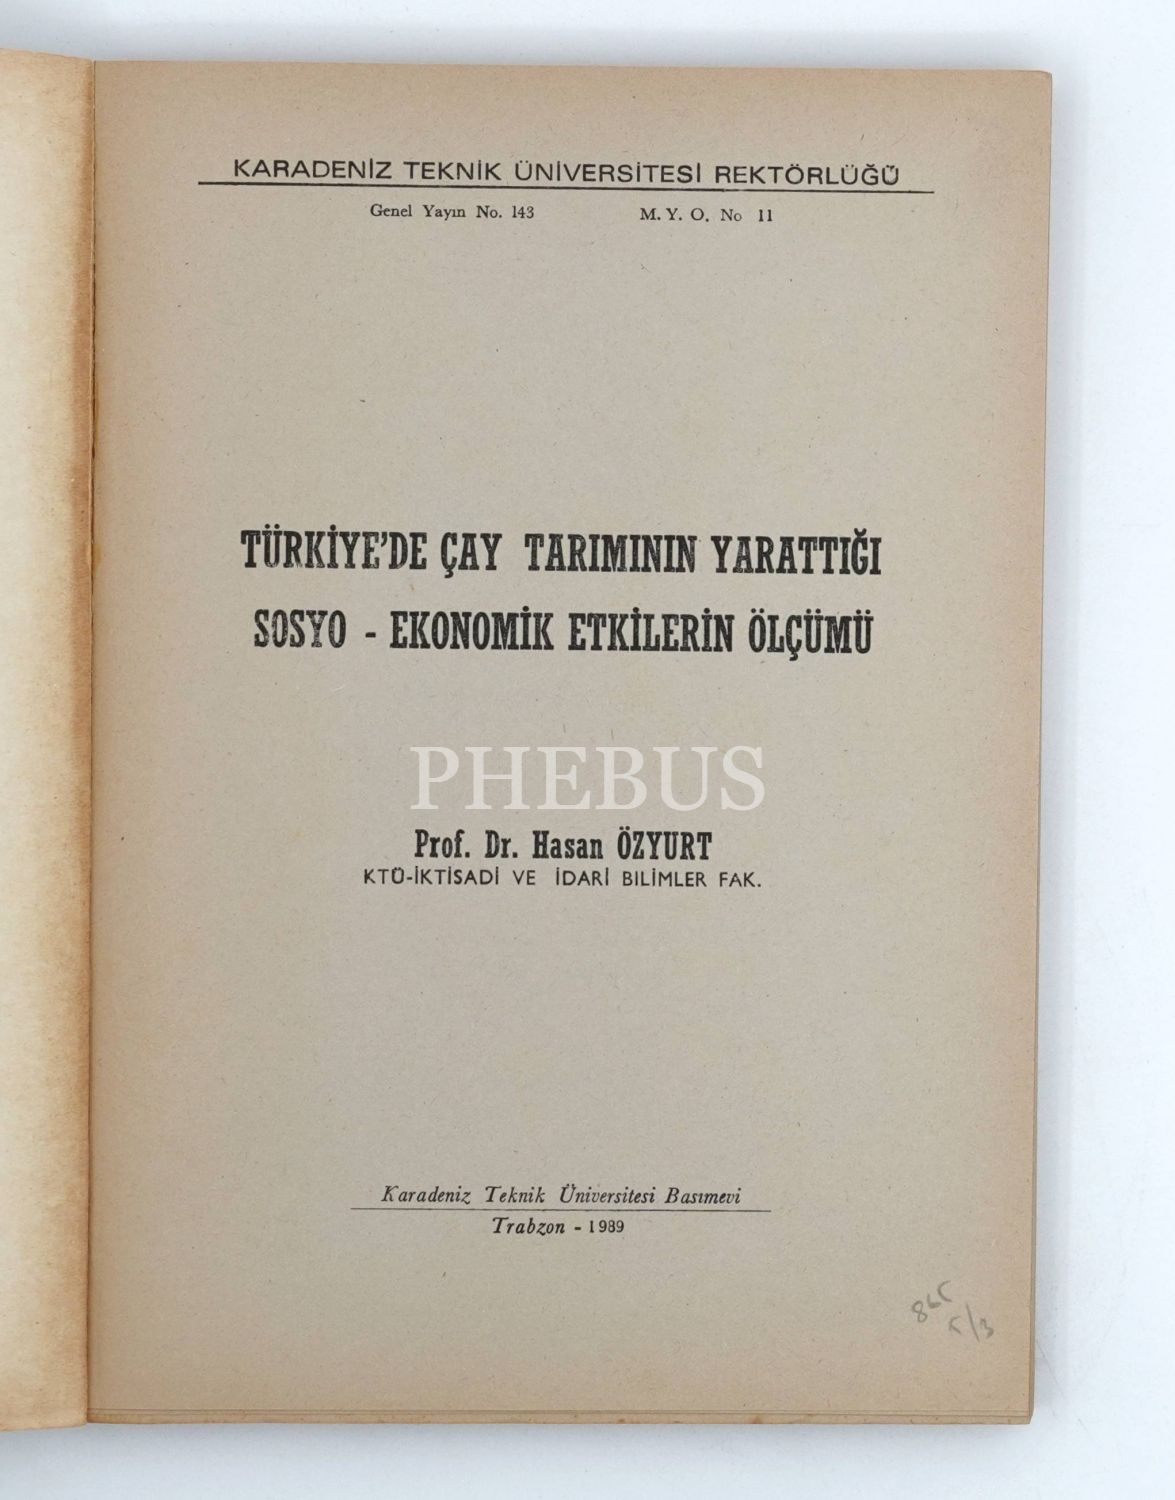 KARADENİZ TEKNİK ÜNİVERSİTESİ REKTÖRLÜĞÜ
Genel Yayın No. 143 M. Y. O. No 11
TÜRKİYE'DE ÇAY TARIMININ YARATTIĞI
SOSYO - EKONOMİK ETKİLERİN ÖLÇÜMÜ
PHEBUS
Prof. Dr. Hasan ÖZYURT
KTÜ-İKTİSADİ VE İDARİ BILİMLER FAK.
Karadeniz Teknik Üniversitesi Basımevi
Trabzon - 1989